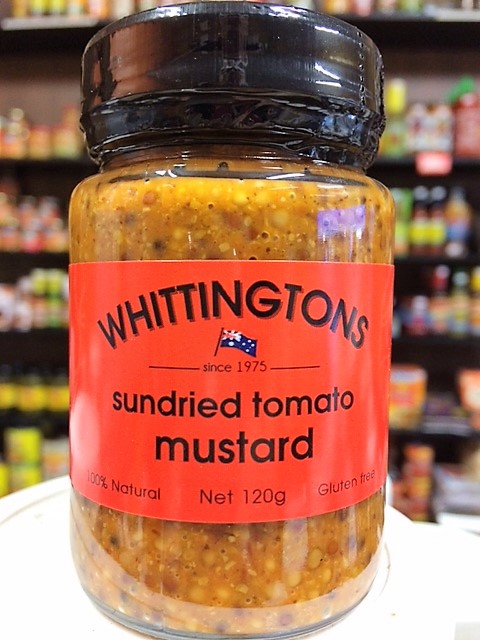 WHITTINGTONS
since 1975
sundried tomato
mustard
100% Natural Net 120g Gluten free